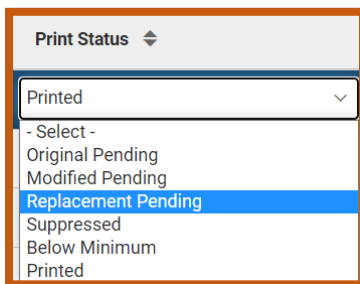 Print Status
Printed
- Select -
Original Pending
Modified Pending
Replacement Pending
Suppressed
Below Minimum
Printed